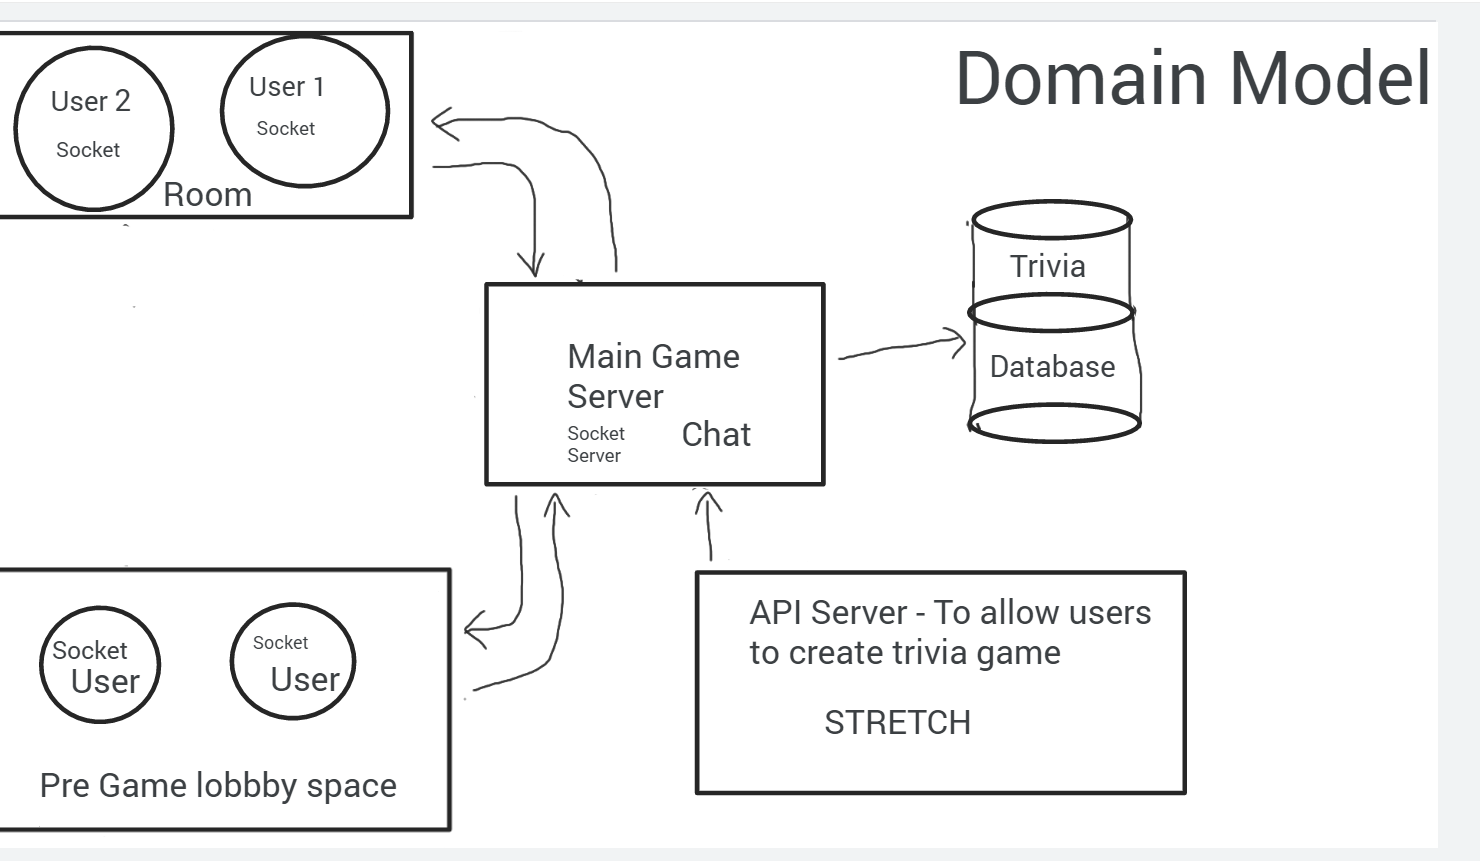 Domain Model
User 2
Socket
User 1
Socket
Room
Main Game
Server
Socket
Server
Chat
Trivia
Database
Socket
User
Socket
User
Pre Game lobbby space
API Server - To allow users
to create trivia game
STRETCH